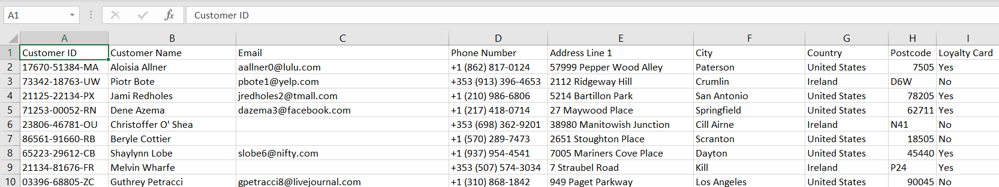 A1 fx Customer ID
A B C D E F G H I
1 Customer ID Customer Name Email Phone Number Address Line 1 City Country Postcode Loyalty Card
2 17670-51384-MA Aloisia Allner aallner0@lulu.com +1 (862) 817-0124 57999 Pepper Wood Alley Paterson United States 7505 Yes
3 73342-18763-UW Piotr Bote pbote1@yelp.com +353 (913) 396-4653 2112 Ridgeway Hill Crumlin Ireland D6W No
4 21125-22134-PX Jami Redholes jredholes2@tmall.com +1 (210) 986-6806 5214 Bartillon Park San Antonio United States 78205 Yes
5 71253-00052-RN Dene Azema dazema3@facebook.com +1 (217) 418-0714 27 Maywood Place Springfield United States 62711 Yes
6 23806-46781-OU Christoffer O' Shea +353 (698) 362-9201 38980 Manitowish Junction Cill Airne Ireland N41 No
7 86561-91660-RB Beryle Cottier +1 (570) 289-7473 2651 Stoughton Place Scranton United States 18505 No
8 65223-29612-CB Shaylynn Lobe slobe6@nifty.com +1 (937) 954-4541 7005 Mariners Cove Place Dayton United States 45440 Yes
9 21134-81676-FR Melvin Wharfe +353 (507) 574-3034 7 Straubel Road Kill Ireland P24 Yes
10 03396-68805-ZC Guthrey Petracci gpetracci8@livejournal.com +1 (310) 868-1842 949 Paget Parkway Los Angeles United States 90045 No